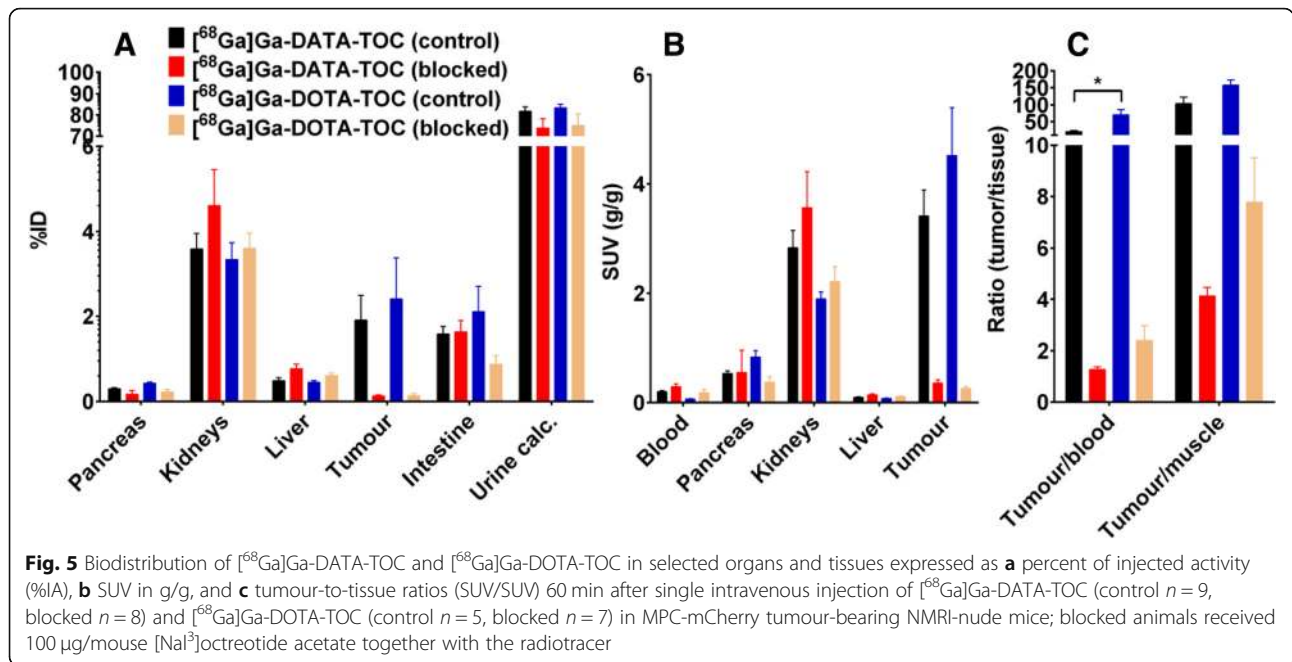 A
[⁶⁸Ga]Ga-DATA-TOC (control)
[⁶⁸Ga]Ga-DATA-TOC (blocked)
[⁶⁸Ga]Ga-DOTA-TOC (control)
[⁶⁸Ga]Ga-DOTA-TOC (blocked)
100
90
80
70
6
4
2
0
%ID
Pancreas
Kidneys
Liver
Tumour
Intestine
Urine calc.
B
6
4
2
0
SUV (g/g)
Blood
Pancreas
Kidneys
Liver
Tumour
C
*
200
150
100
50
10
8
6
4
2
0
Ratio (tumor/tissue)
Tumour/blood
Tumour/muscle
Fig. 5 Biodistribution of [⁶⁸Ga]Ga-DATA-TOC and [⁶⁸Ga]Ga-DOTA-TOC in selected organs and tissues expressed as a percent of injected activity
(%IA), b SUV in g/g, and c tumour-to-tissue ratios (SUV/SUV) 60 min after single intravenous injection of [⁶⁸Ga]Ga-DATA-TOC (control n = 9,
blocked n = 8) and [⁶⁸Ga]Ga-DOTA-TOC (control n = 5, blocked n = 7) in MPC-mCherry tumour-bearing NMRI-nude mice; blocked animals received
100 μg/mouse [Nal³]octreotide acetate together with the radiotracer